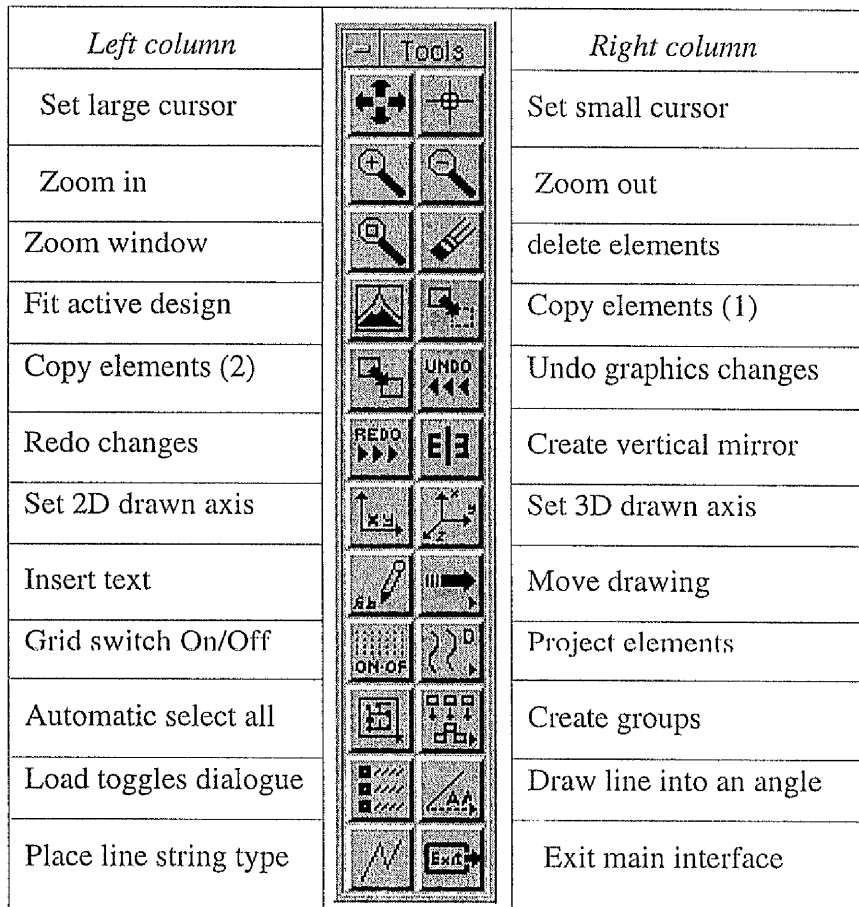 Left column
Tools
Right column
Set large cursor
Set small cursor
Zoom in
Zoom out
Zoom window
delete elements
Fit active design
Copy elements (1)
Copy elements (2)
UNDO
Undo graphics changes
Redo changes
REDO
E E
Create vertical mirror
Set 2D drawn axis
x y
x y z
Set 3D drawn axis
Insert text
Move drawing
Grid switch On/Off
ON-OF
D
Project elements
Automatic select all
Create groups
Load toggles dialogue
Draw line into an angle
Place line string type
Exit
Exit main interface